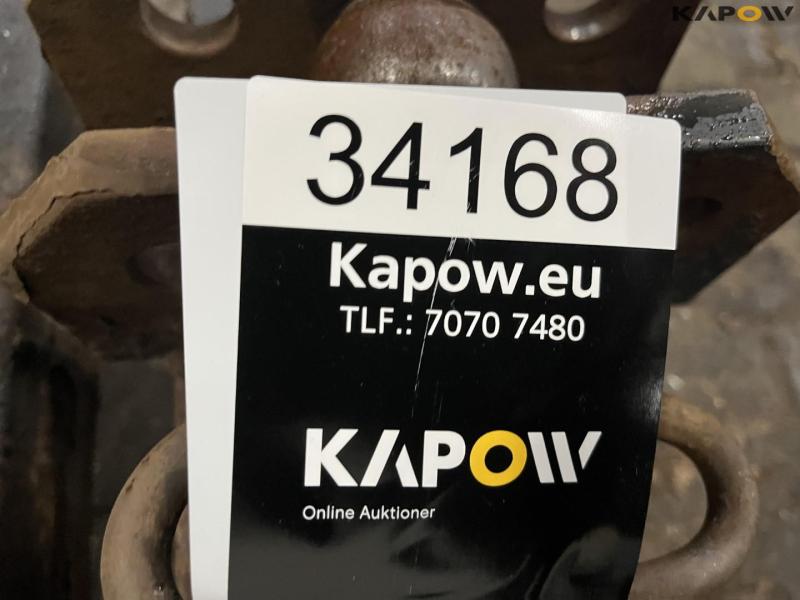 KAPOW
34168
Kapow.eu
TLF.: 7070 7480
KAPOW
Online Auktioner